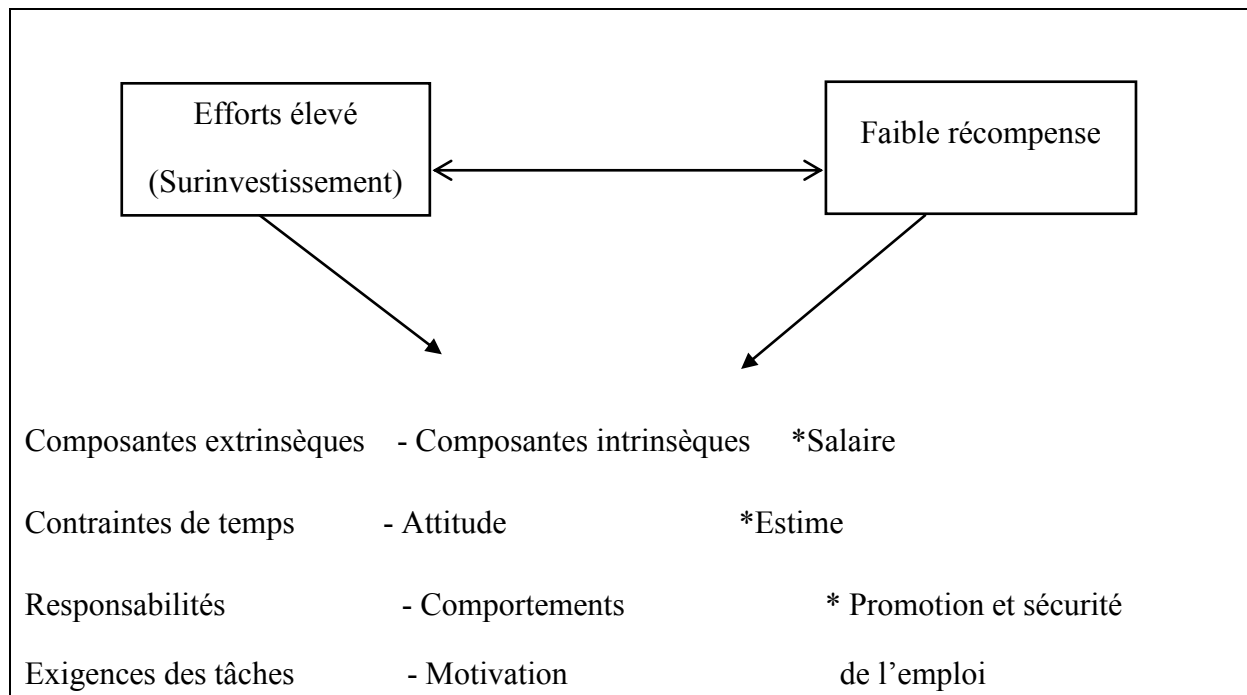 Efforts élevé
(Surinvestissement)
Faible récompense
Composantes extrinsèques - Composantes intrinsèques *Salaire
Contraintes de temps - Attitude *Estime
Responsabilités - Comportements * Promotion et sécurité
Exigences des tâches - Motivation de l’emploi